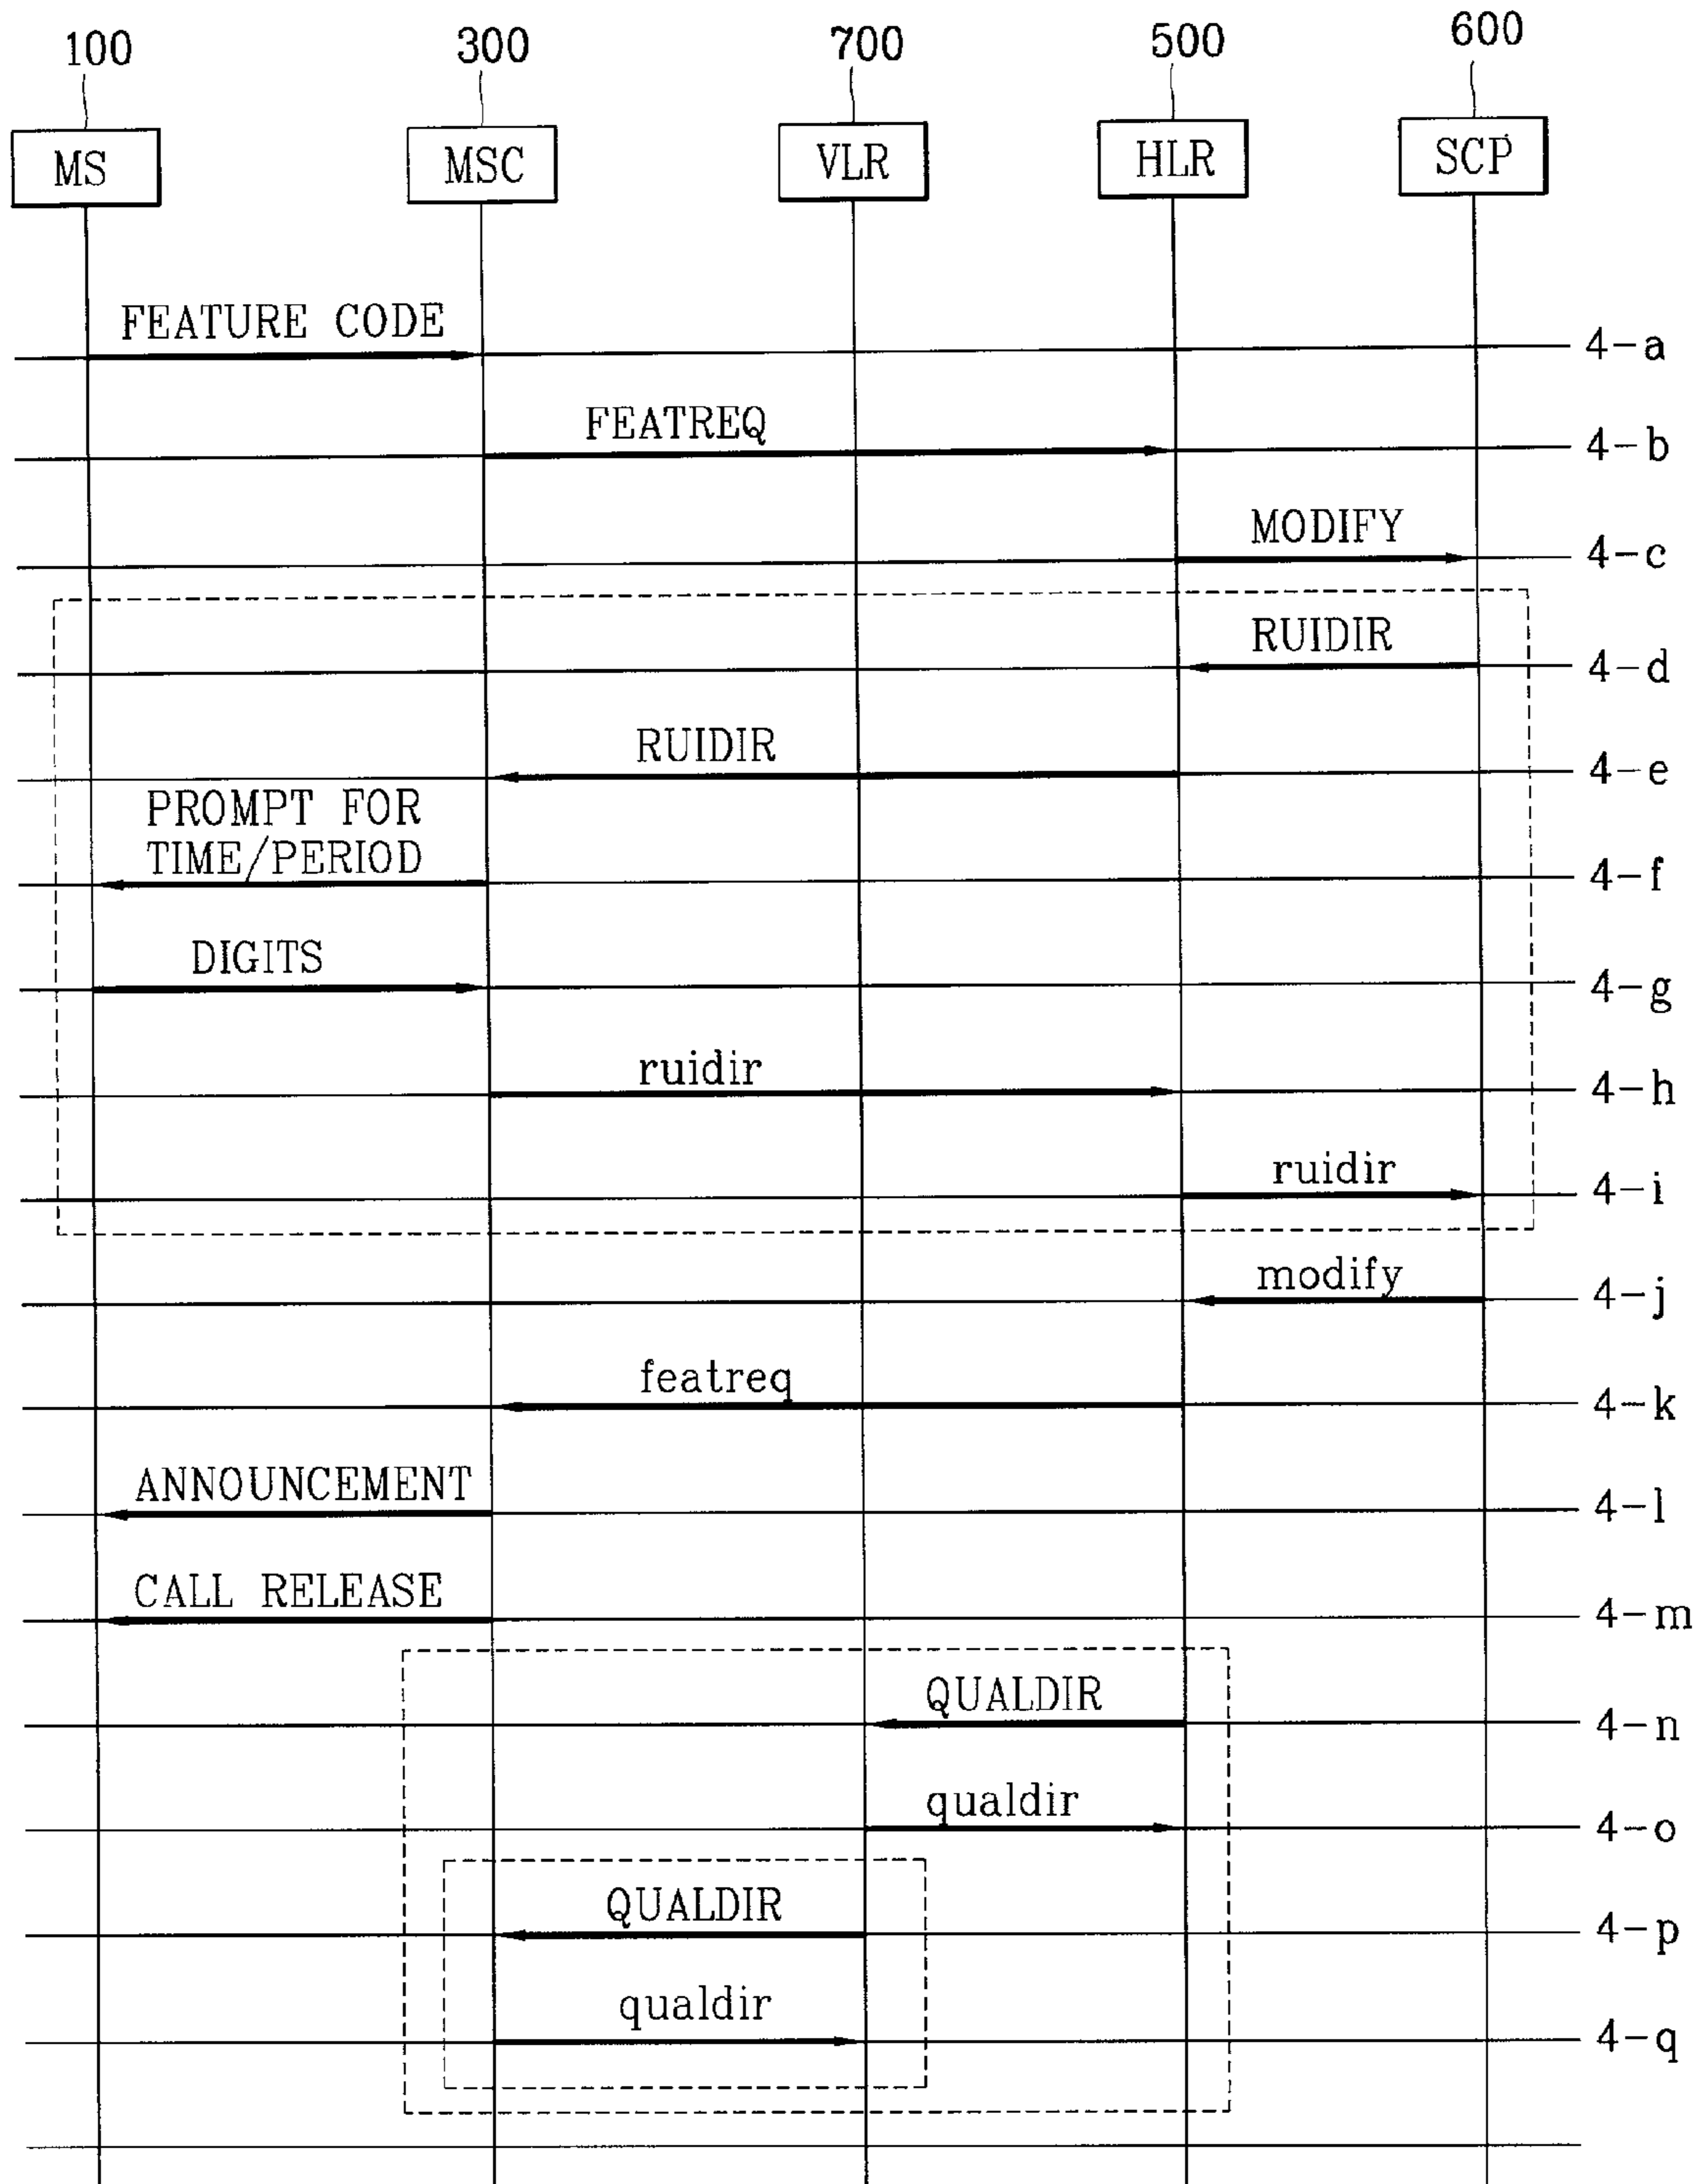 100 300 700 500 600
MS MSC VLR HLR SCP
FEATURE CODE 4-a
FEATREQ 4-b
MODIFY 4-c
RUIDIR 4-d
RUIDIR 4-e
PROMPT FOR
TIME/PERIOD 4-f
DIGITS 4-g
ruidir 4-h
ruidir 4-i
modify 4-j
featreq 4-k
ANNOUNCEMENT 4-l
CALL RELEASE 4-m
QUALDIR 4-n
qualdir 4-o
QUALDIR 4-p
qualdir 4-q